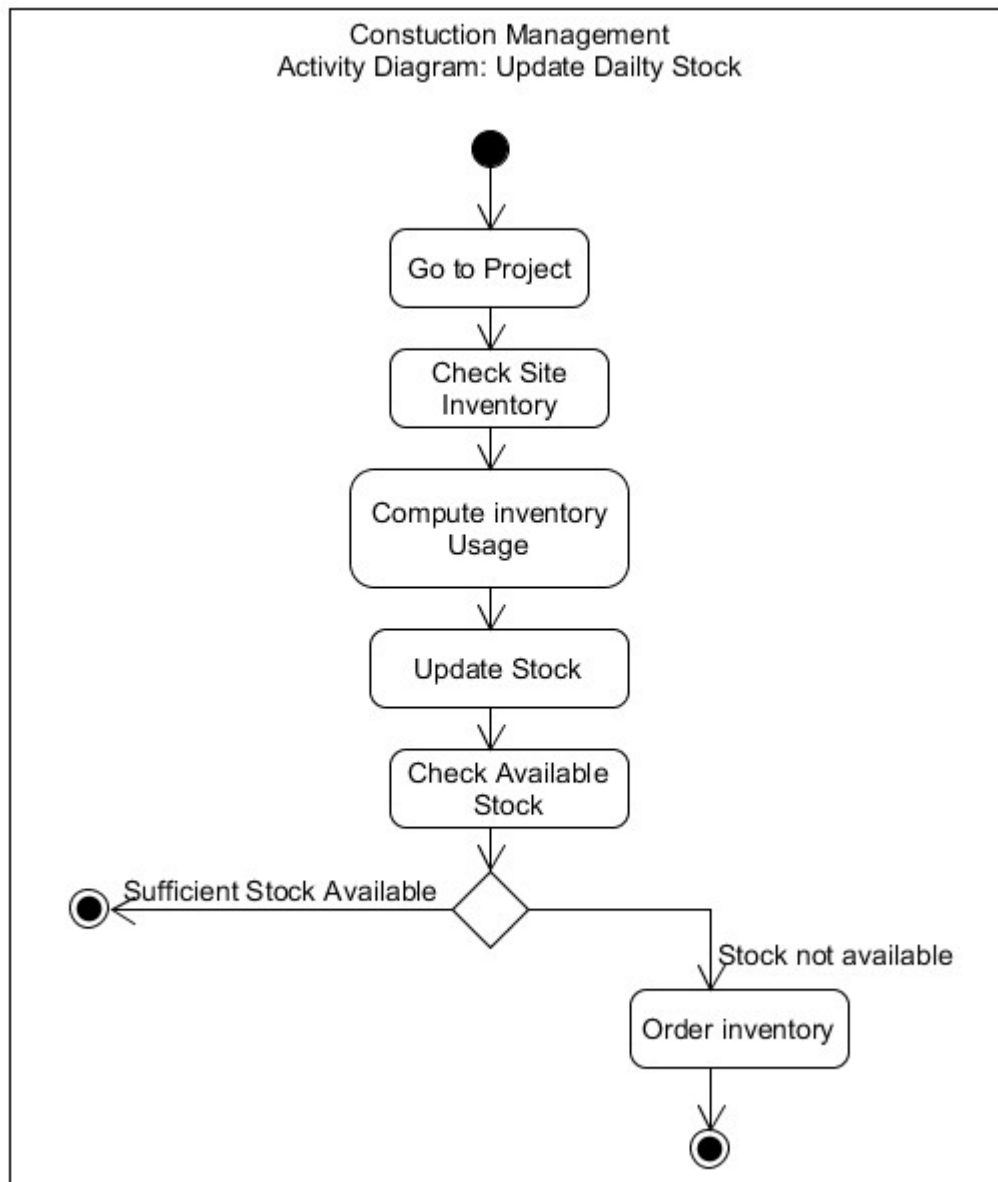 Constuction Management
Activity Diagram: Update Dailty Stock
Go to Project
Check Site
Inventory
Compute inventory
Usage
Update Stock
Check Available
Stock
Sufficient Stock Available
Stock not available
Order inventory